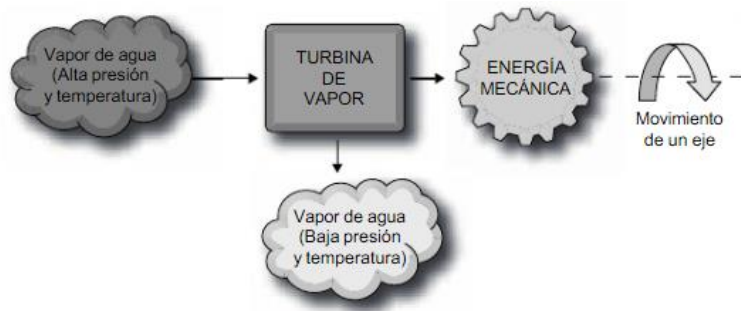 Vapor de agua
(Alta presión
y temperatura)
TURBINA
DE
VAPOR
ENERGÍA
MECÁNICA
Movimiento
de un eje
Vapor de agua
(Baja presión
y temperatura)